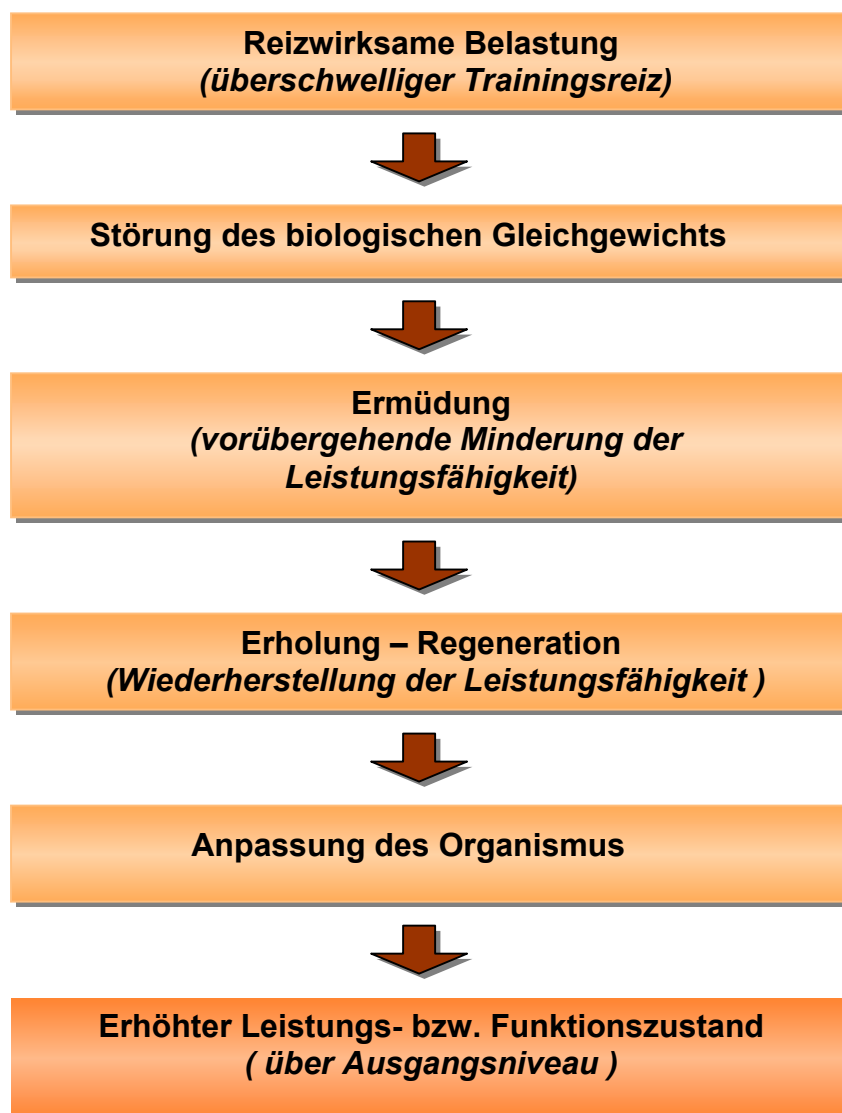 Reizwirksame Belastung
(überschwelliger Trainingsreiz)
Störung des biologischen Gleichgewichts
Ermüdung
(vorübergehende Minderung der
Leistungsfähigkeit)
Erholung – Regeneration
(Wiederherstellung der Leistungsfähigkeit )
Anpassung des Organismus
Erhöhter Leistungs- bzw. Funktionszustand
( über Ausgangsniveau )